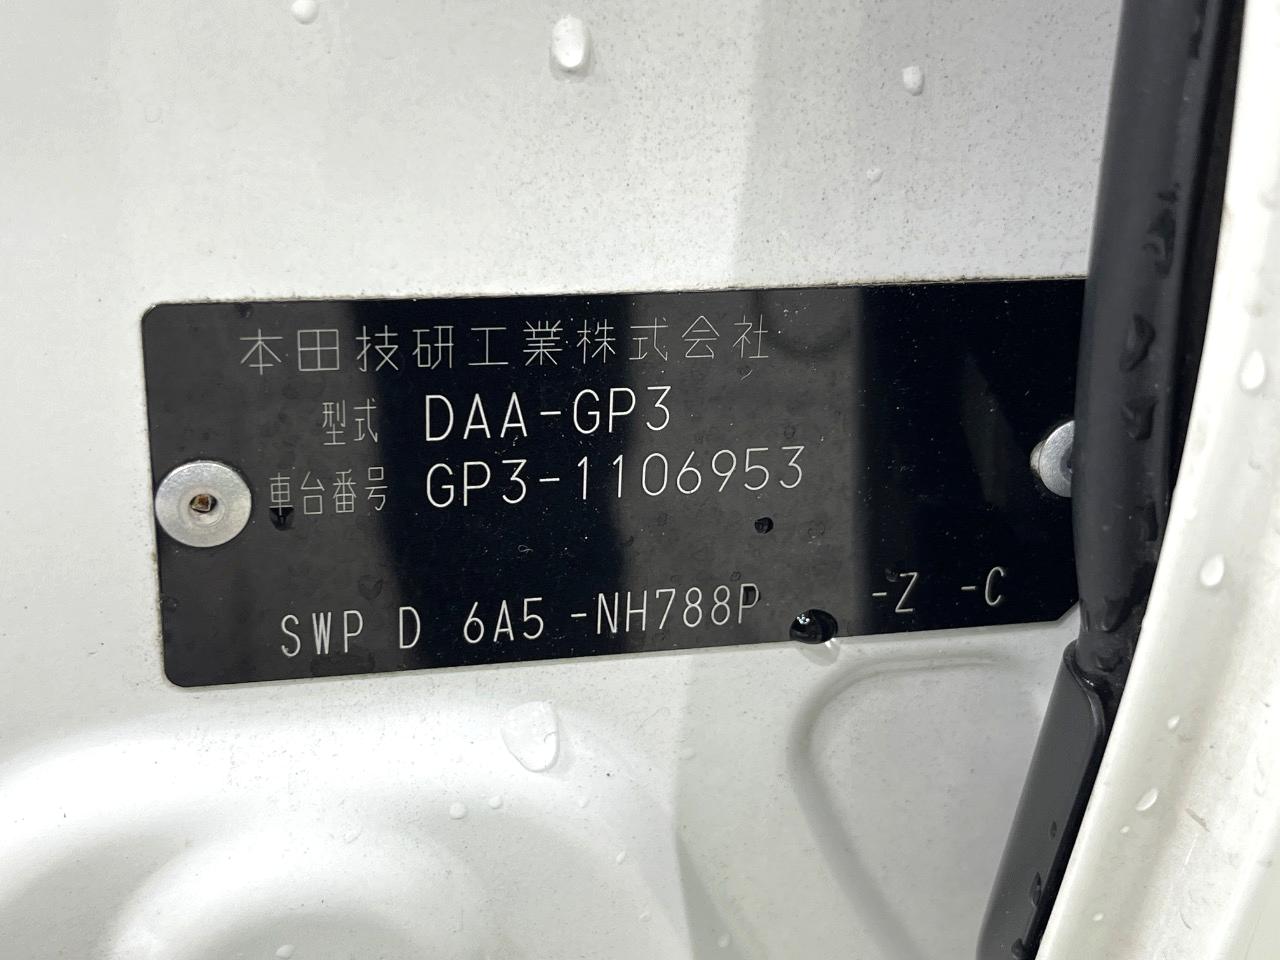 本田技研工業株式会社
型式 DAA-GP3
車台番号 GP3-1106953
SWP D 6A5 -NH788P -Z -C